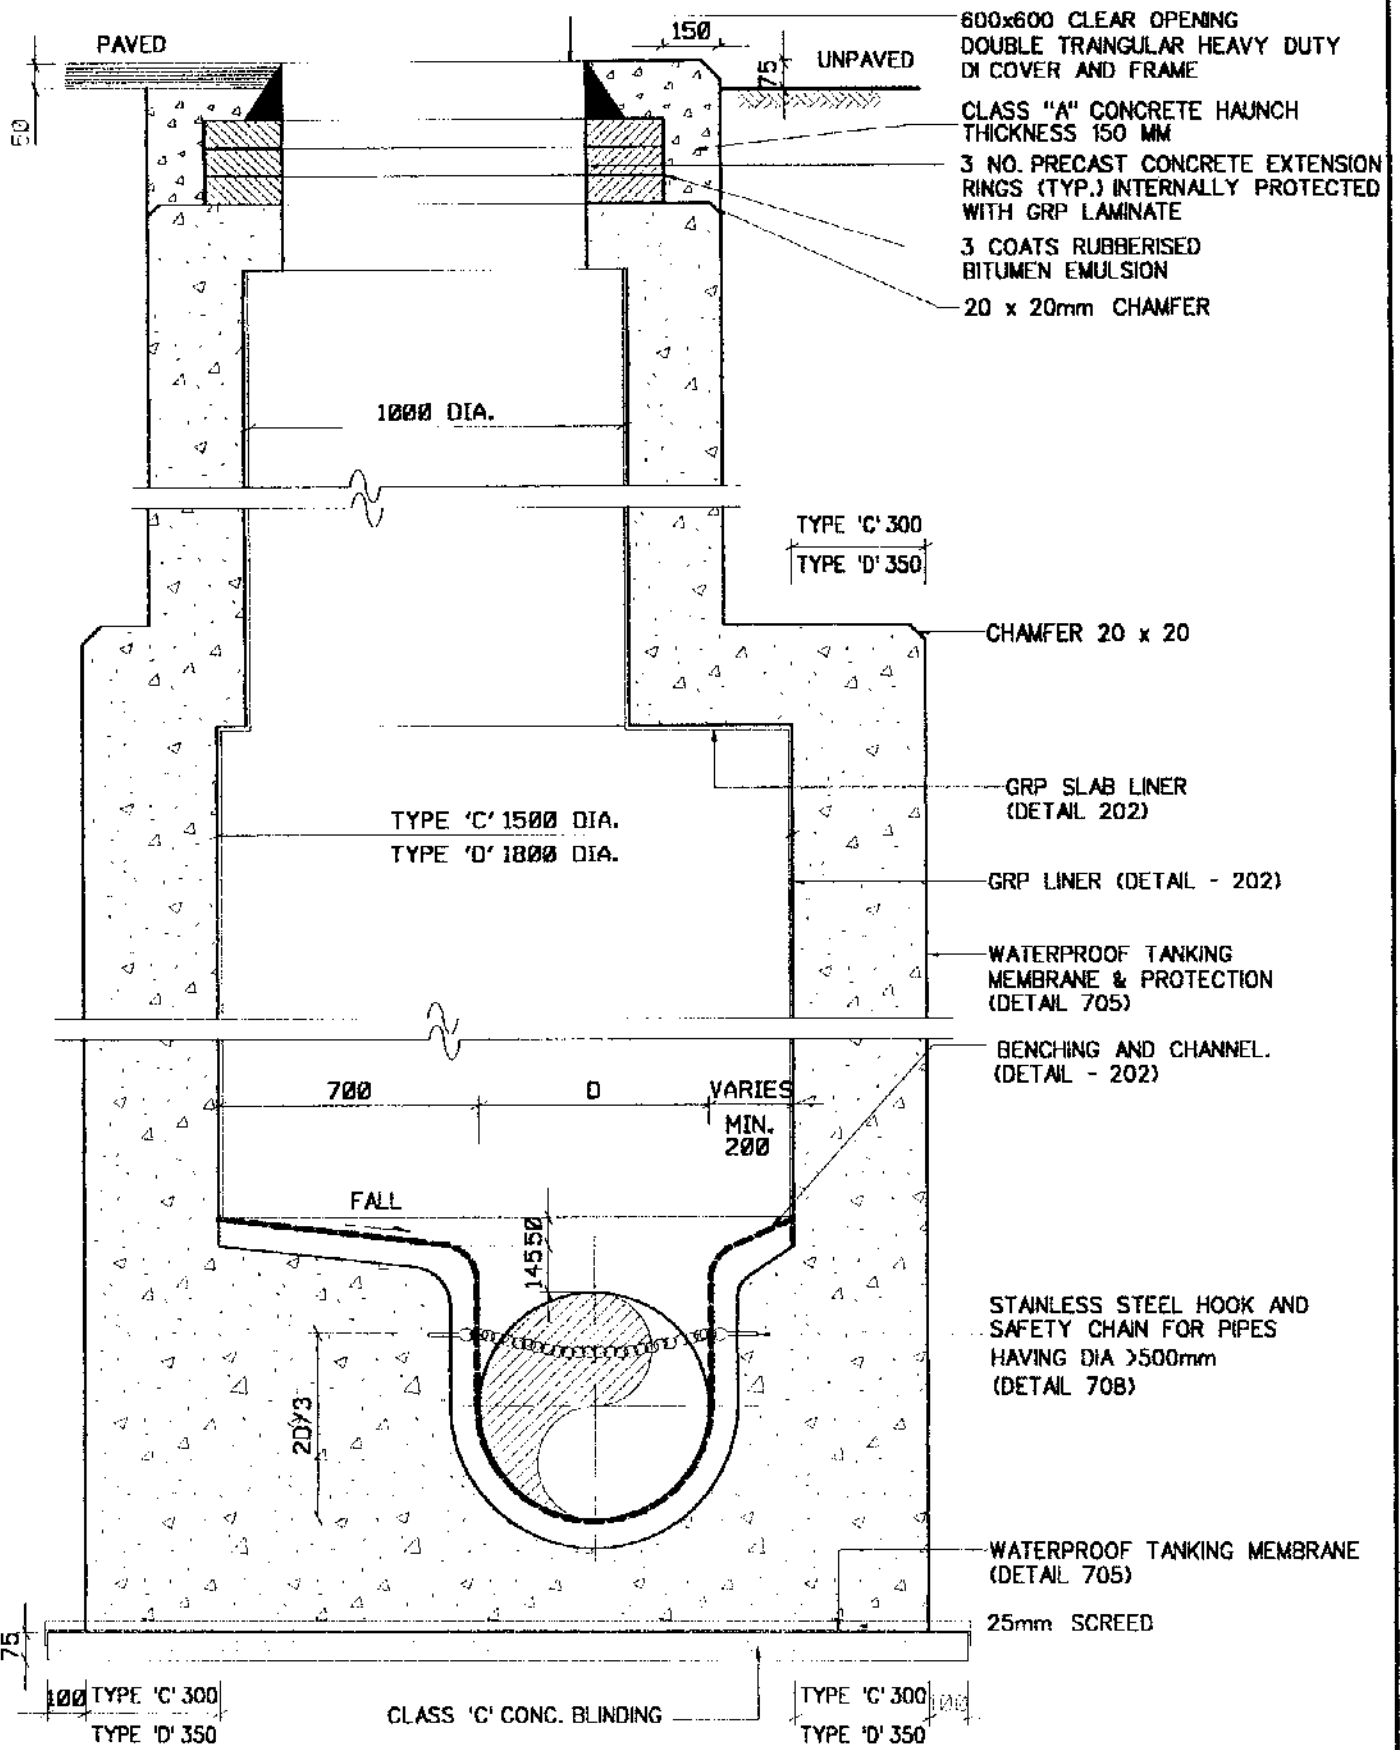 600x600 CLEAR OPENING
DOUBLE TRAINGULAR HEAVY DUTY
DI COVER AND FRAME
150
PAVED
UNPAVED
75
50
CLASS "A" CONCRETE HAUNCH
THICKNESS 150 MM
3 NO. PRECAST CONCRETE EXTENSION
RINGS (TYP.) INTERNALLY PROTECTED
WITH GRP LAMINATE
3 COATS RUBBERISED
BITUMEN EMULSION
20 x 20mm CHAMFER
1000 DIA.
TYPE 'C' 300
TYPE 'D' 350
CHAMFER 20 x 20
GRP SLAB LINER
(DETAIL 202)
TYPE 'C' 1500 DIA.
TYPE 'D' 1800 DIA.
GRP LINER (DETAIL - 202)
WATERPROOF TANKING
MEMBRANE & PROTECTION
(DETAIL 705)
BENCHING AND CHANNEL.
(DETAIL - 202)
700
D
VARIES
MIN.
200
FALL
14550
STAINLESS STEEL HOOK AND
SAFETY CHAIN FOR PIPES
HAVING DIA >500mm
(DETAIL 708)
2D/3
WATERPROOF TANKING MEMBRANE
(DETAIL 705)
25mm SCREED
75
100
TYPE 'C' 300
TYPE 'D' 350
CLASS 'C' CONC. BLINDING
TYPE 'C' 300
TYPE 'D' 350
100